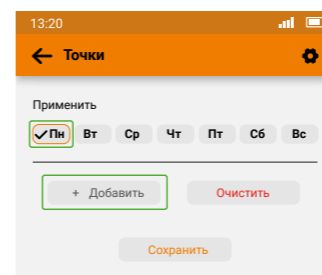 13:20
Точки
Применить
Пн Вт Ср Чт Пт Сб Вс
+ Добавить Очистить
Сохранить